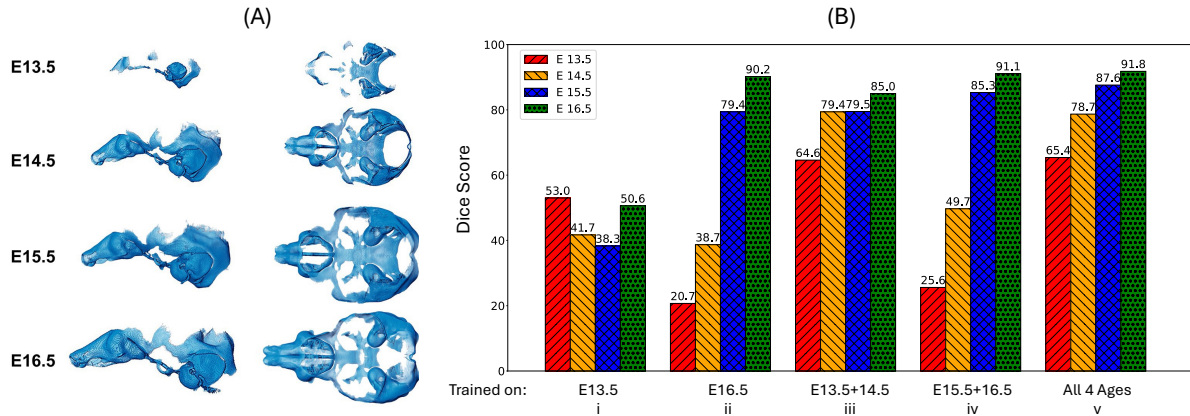 (A)
E13.5
E14.5
E15.5
E16.5
(B)
Dice Score
100
80
60
40
20
0
E 13.5
E 14.5
E 15.5
E 16.5
53.0
41.7
38.3
50.6
20.7
38.7
79.4
90.2
64.6
79.4
79.5
85.0
25.6
49.7
85.3
91.1
65.4
78.7
87.6
91.8
Trained on: E13.5 E16.5 E13.5+14.5 E15.5+16.5 All 4 Ages
i ii iii iv v